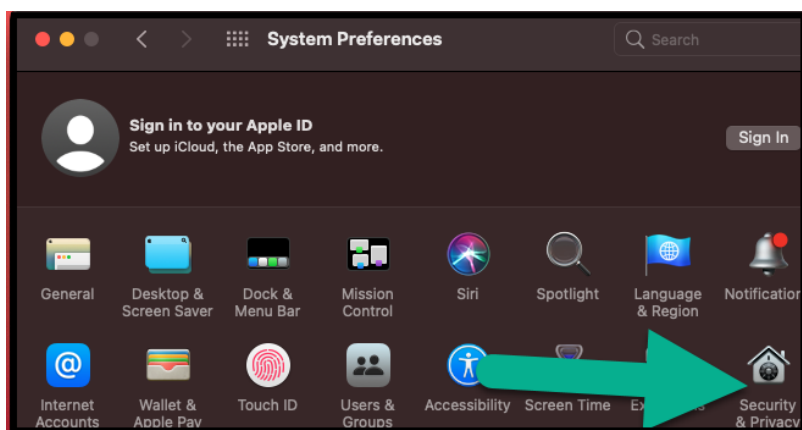 System Preferences
Search
Sign in to your Apple ID
Set up iCloud, the App Store, and more.
Sign In
General
Desktop &
Screen Saver
Dock &
Menu Bar
Mission
Control
Siri
Spotlight
Language
& Region
Notification
Internet
Accounts
Wallet &
Apple Pay
Touch ID
Users &
Groups
Accessibility
Screen Time
Security
& Privacy